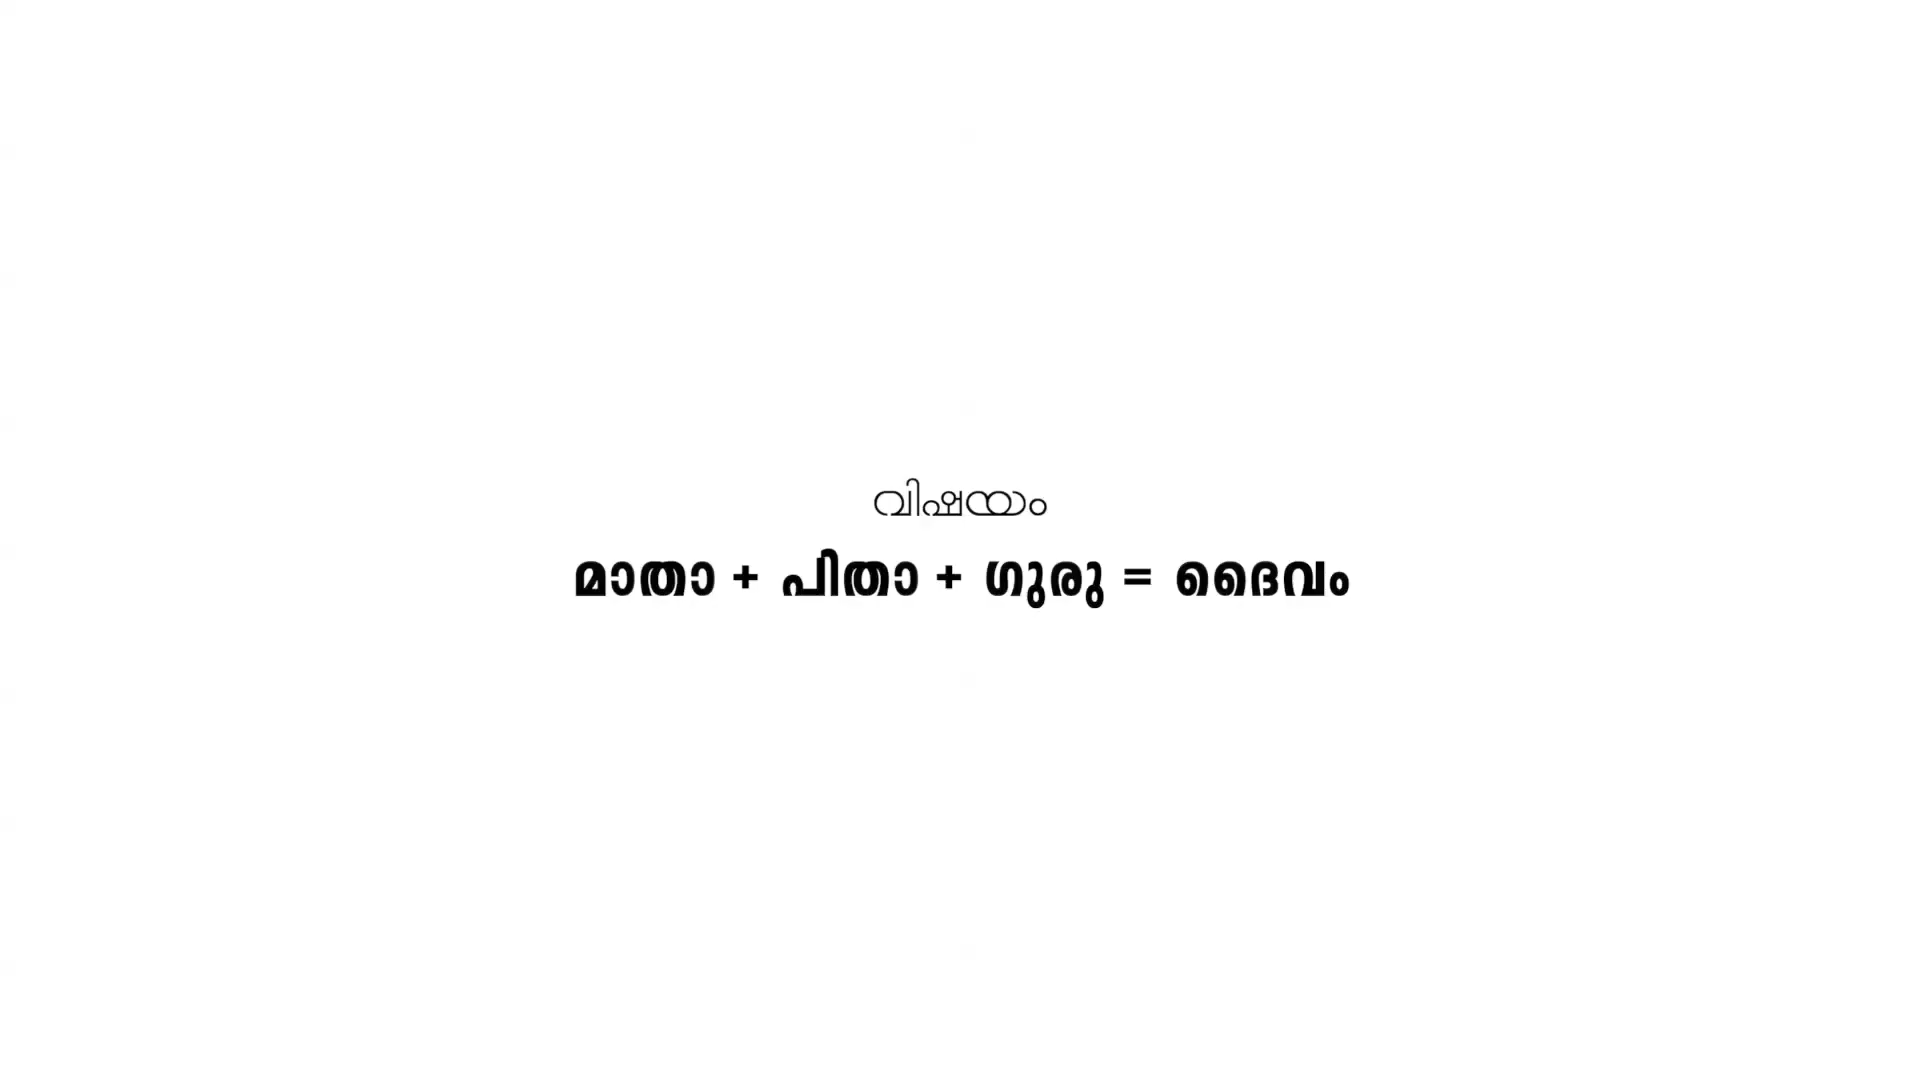 വിഷയം
മാതാ + പിതാ + ഗുരു = ദൈവം